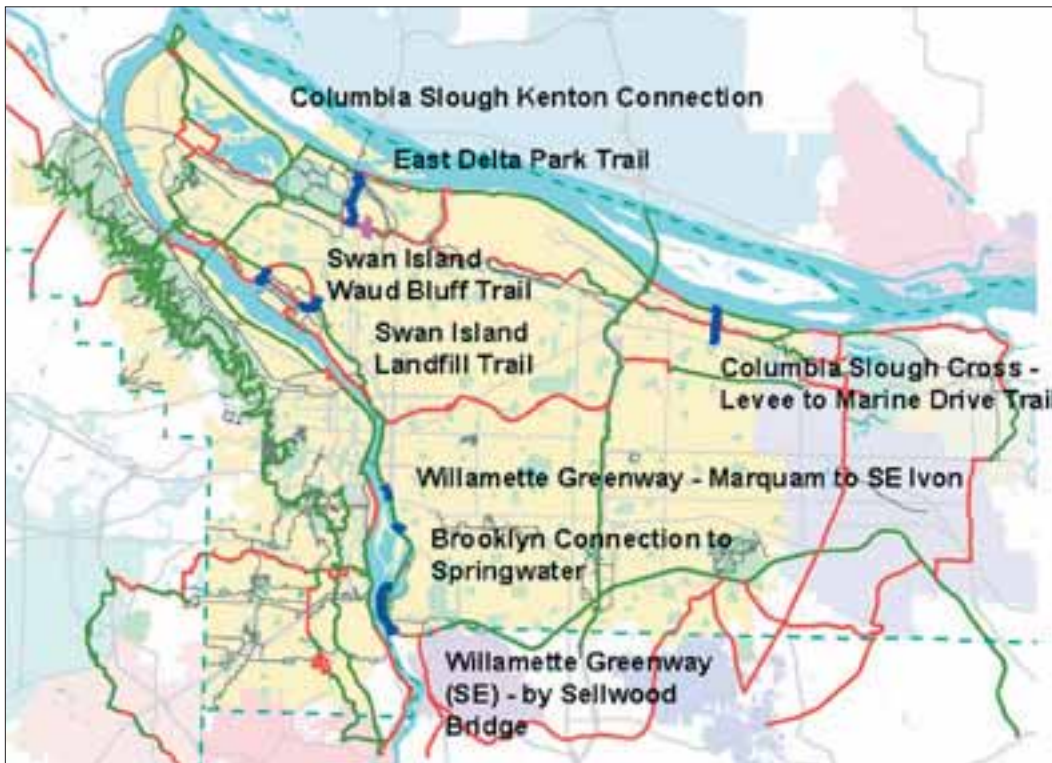 Columbia Slough Kenton Connection
East Delta Park Trail
Swan Island
Waud Bluff Trail
Swan Island
Landfill Trail
Columbia Slough Cross -
Levee to Marine Drive Trail
Willamette Greenway - Marquam to SE Ivon
Brooklyn Connection to
Springwater
Willamette Greenway
(SE) - by Sellwood
Bridge